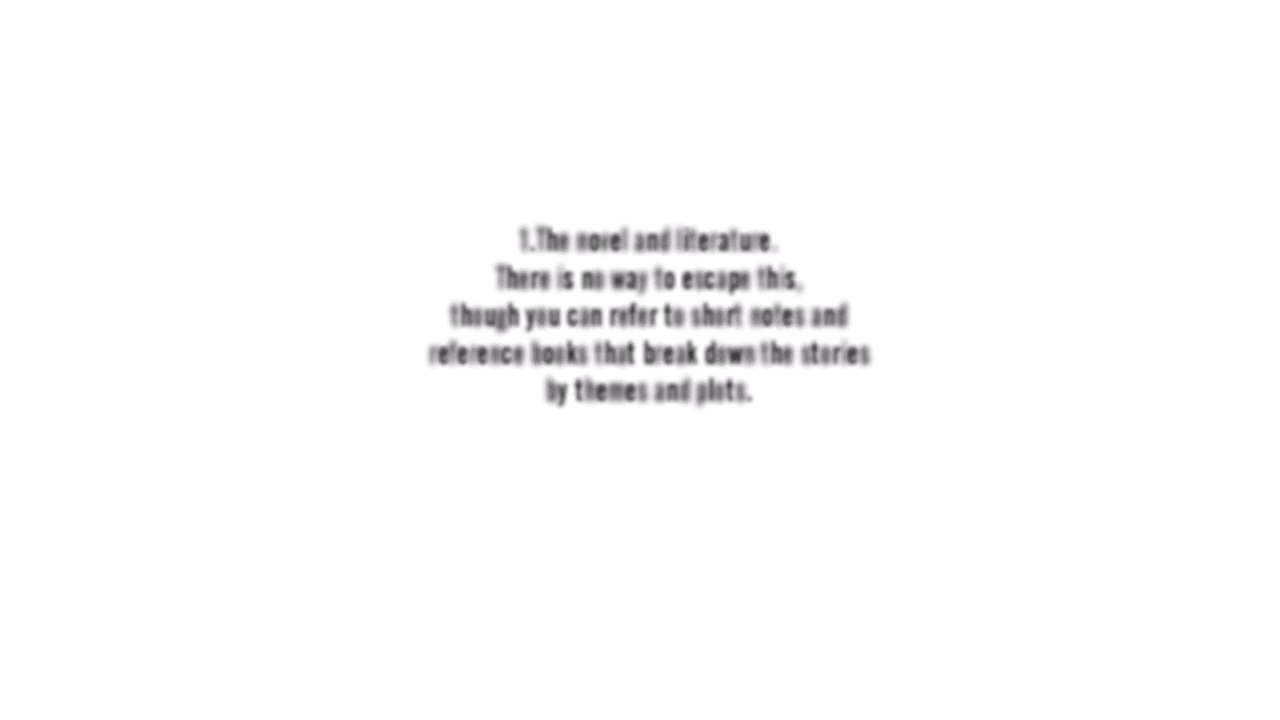 1.The novel and literature.
There is no way to escape this,
though you can refer to short notes and
reference books that break down the stories
by themes and plots.